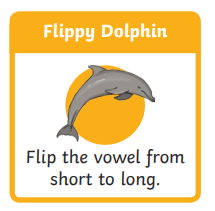 Flippy Dolphin
Flip the vowel from
short to long.